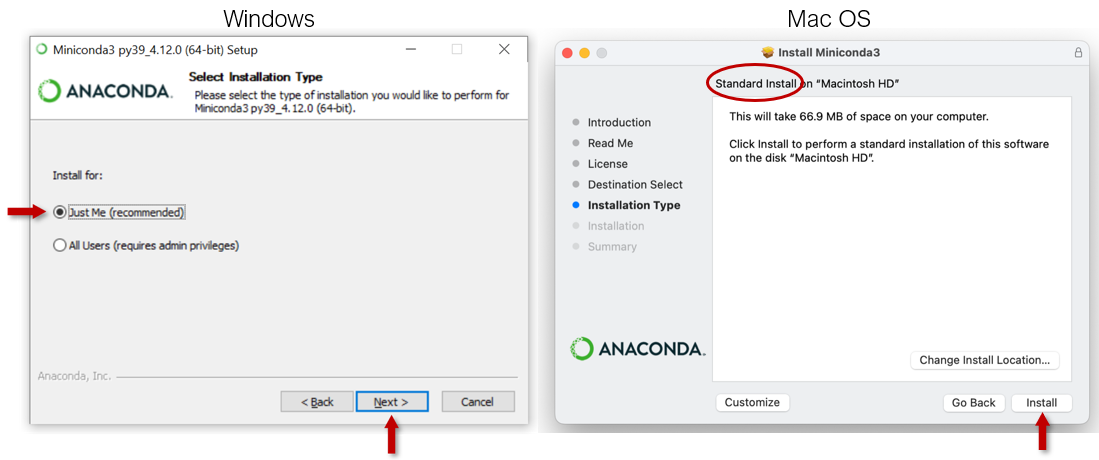 Windows
Miniconda3 py39_4.12.0 (64-bit) Setup
ANACONDA.
Select Installation Type
Please select the type of installation you would like to perform for
Miniconda3 py39_4.12.0 (64-bit).
Install for:
Just Me (recommended)
All Users (requires admin privileges)
Anaconda, Inc.
< Back
Next >
Cancel
Mac OS
Install Miniconda3
Standard Install on “Macintosh HD”
Introduction
Read Me
License
Destination Select
Installation Type
Installation
Summary
ANACONDA.
This will take 66.9 MB of space on your computer.
Click Install to perform a standard installation of this software
on the disk “Macintosh HD”.
Change Install Location...
Customize
Go Back
Install